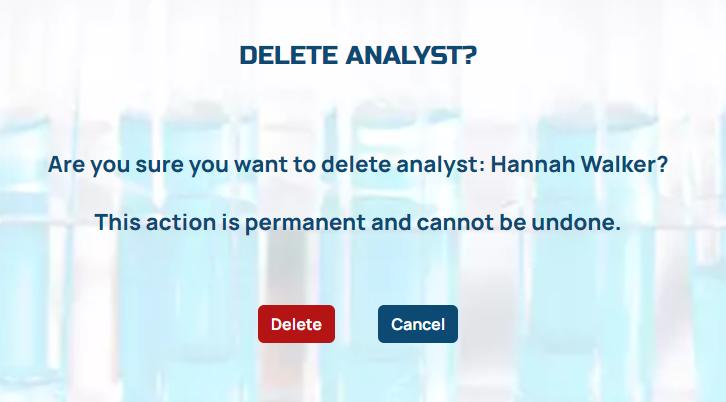 DELETE ANALYST?
Are you sure you want to delete analyst: Hannah Walker?
This action is permanent and cannot be undone.
Delete
Cancel